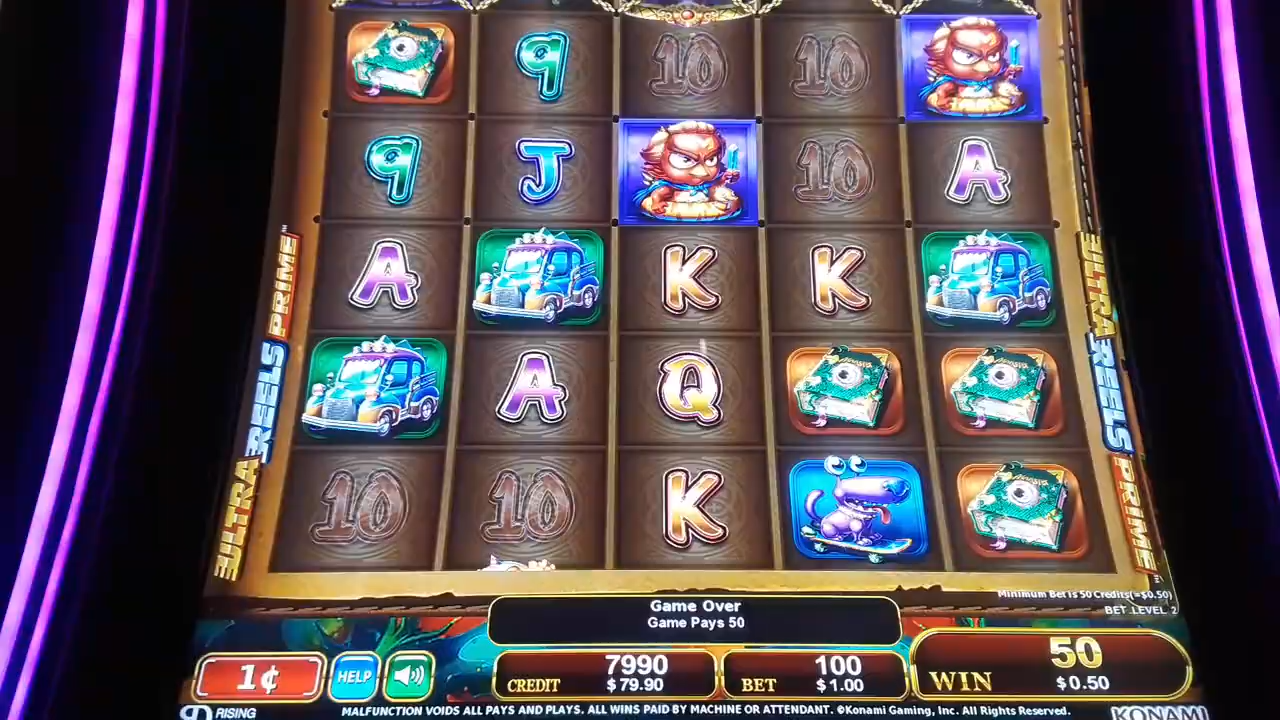 9 10 10
9 J 10 A
A K K
A Q
10 10 K
ULTRA REELS PRIME™
ULTRA REELS PRIME™
Minimum Bet is 50 Credits(=$0.50)
BET LEVEL 2
Game Over
Game Pays 50
1¢
HELP
7990
CREDIT $79.90
100
BET $1.00
50
WIN $0.50
RISING
MALFUNCTION VOIDS ALL PAYS AND PLAYS. ALL WINS PAID BY MACHINE OR ATTENDANT. ©Konami Gaming, Inc. All Rights Reserved.
KONAMI